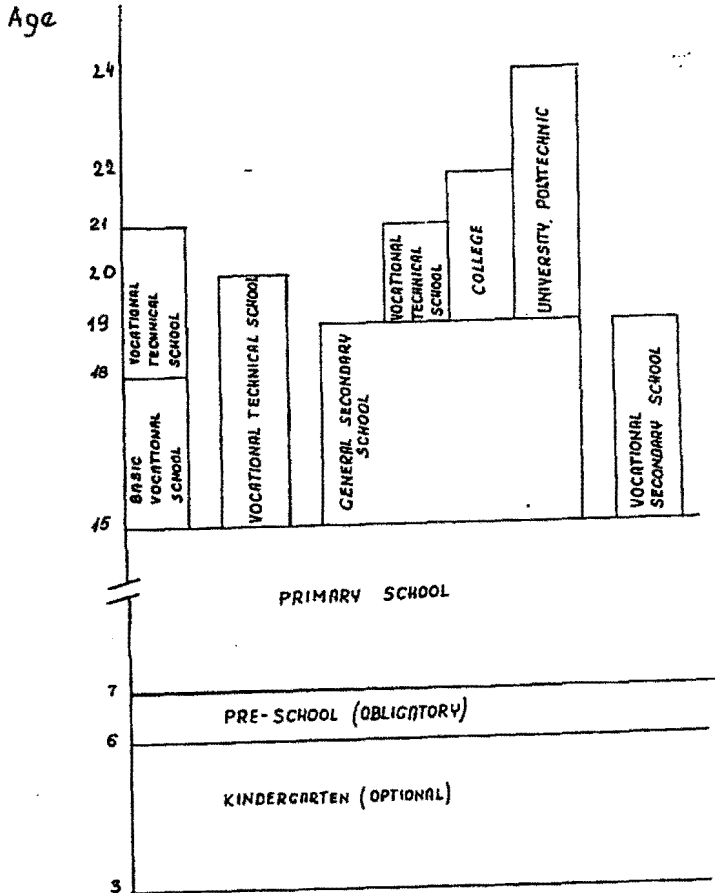 Age
24
22
21
20
19
18
15
7
6
3
VOCATIONAL
TECHNICAL
SCHOOL
BASIC
VOCATIONAL
SCHOOL
VOCATIONAL TECHNICAL SCHOOL
GENERAL SECONDARY
SCHOOL
VOCATIONAL
TECHNICAL
SCHOOL
COLLEGE
UNIVERSITY, POLYTECHNIC
VOCATIONAL
SECONDARY SCHOOL
PRIMARY SCHOOL
PRE-SCHOOL (OBLIGATORY)
KINDERGARTEN (OPTIONAL)